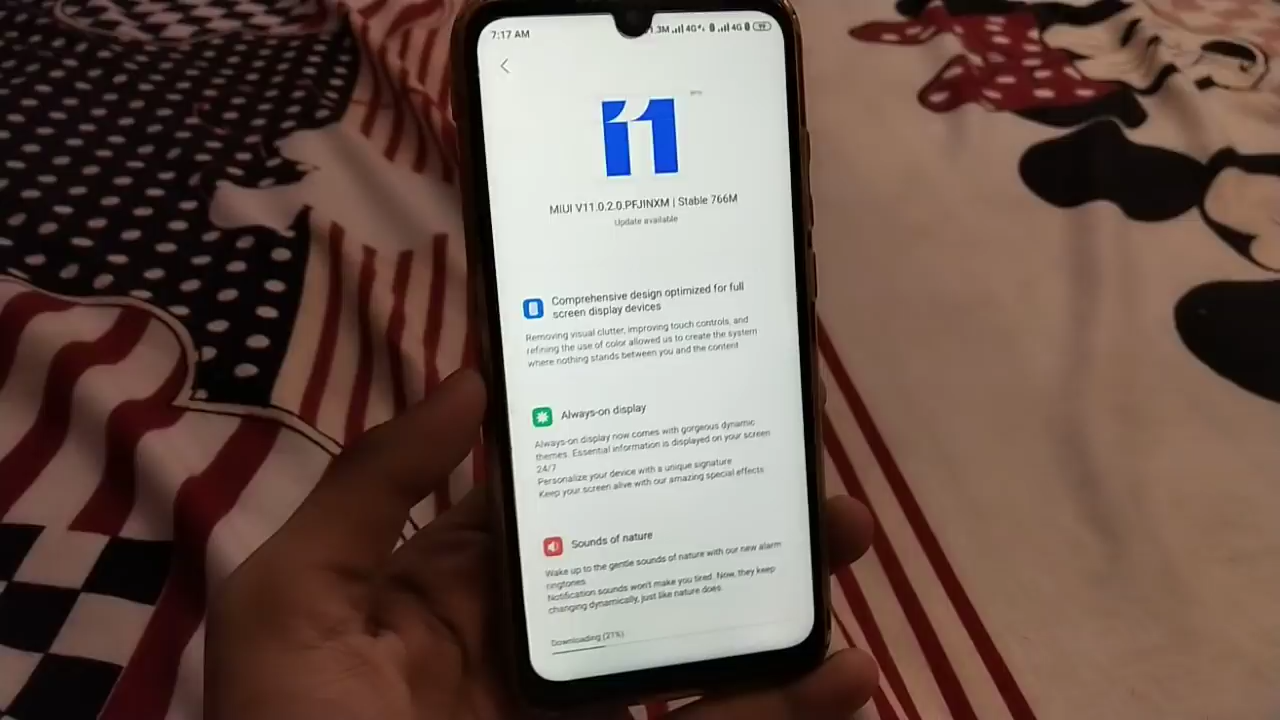 7:17 AM
1.3M 4G+ 4G 99
11
MIUI V11.0.2.0.PFJINXM | Stable 766M
Update available
Comprehensive design optimized for full
screen display devices
Removing visual clutter, improving touch controls, and
refining the use of color allowed us to create the system
where nothing stands between you and the content
Always-on display
Always-on display now comes with gorgeous dynamic
themes. Essential information is displayed on your screen
24/7
Personalize your device with a unique signature
Keep your screen alive with our amazing special effects
Sounds of nature
Wake up to the gentle sounds of nature with our new alarm
ringtones
Notification sounds won't make you tired. Now, they keep
changing dynamically, just like nature does.
Downloading (21%)